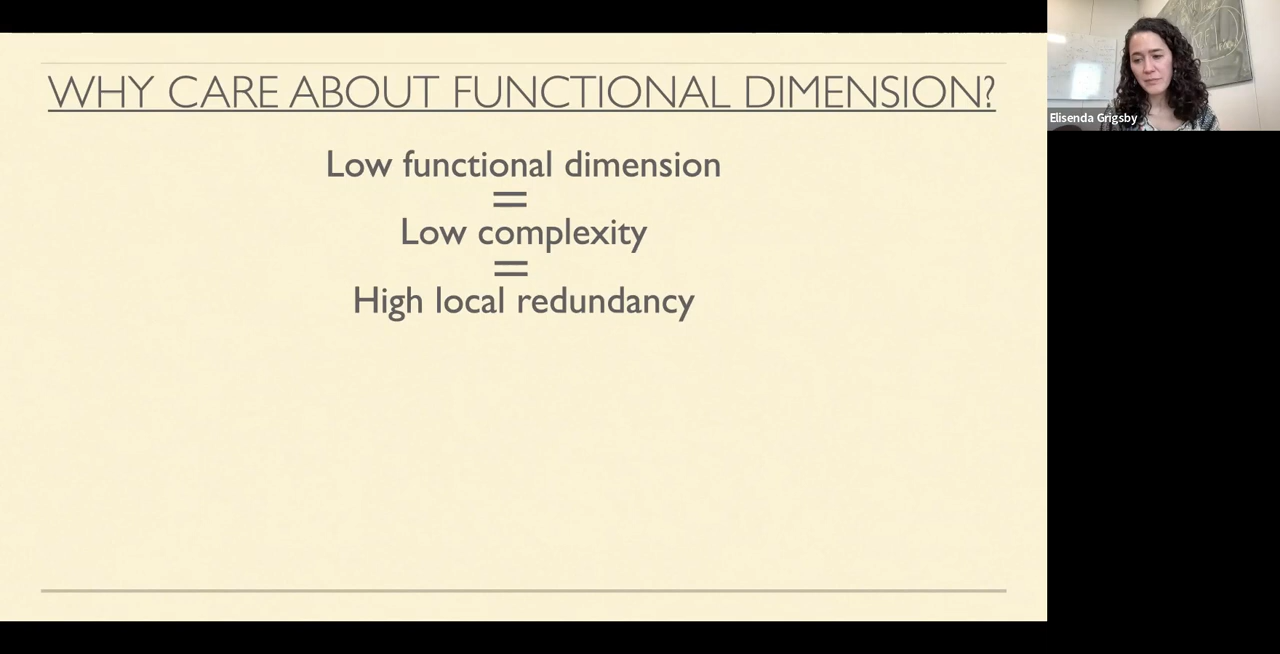 WHY CARE ABOUT FUNCTIONAL DIMENSION?
Low functional dimension
=
Low complexity
=
High local redundancy
Elisenda Grigsby